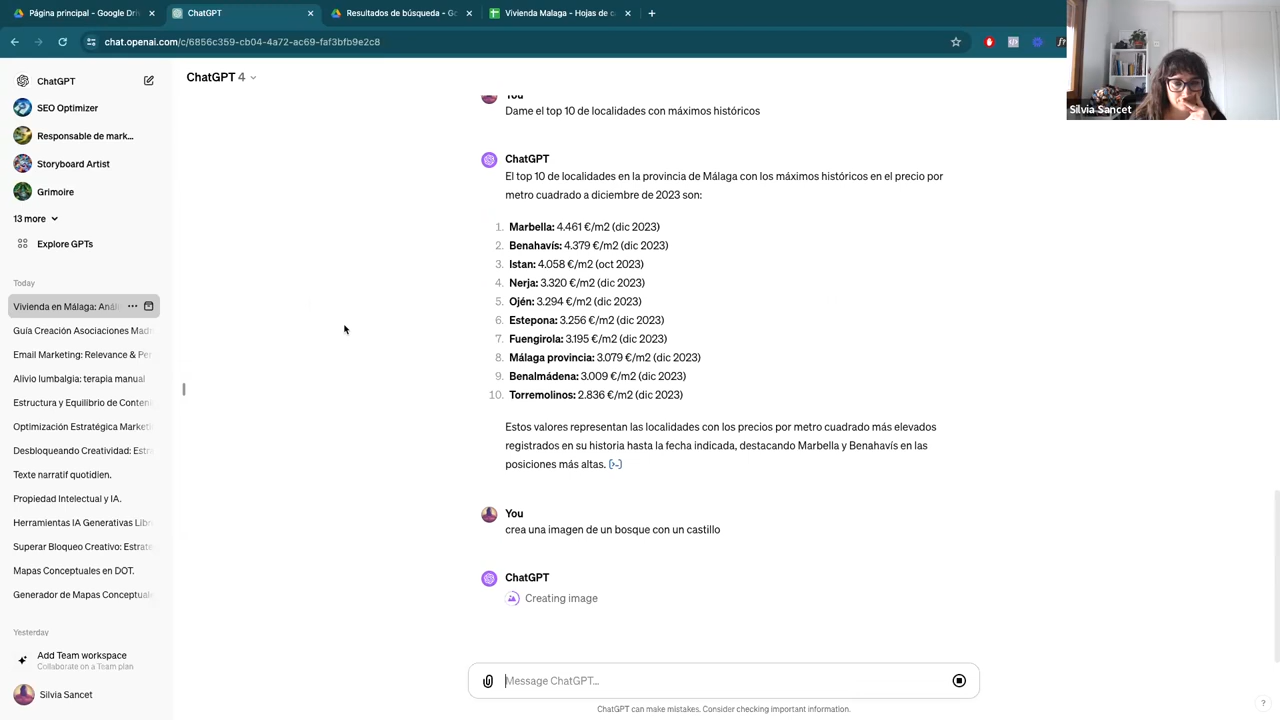 Página principal - Google Driv
ChatGPT
Resultados de búsqueda - Go
Vivienda Malaga - Hojas de c
chat.openai.com/c/6856c359-cb04-4a72-ac69-faf3bfb9e2c8
Silvia Sancet
ChatGPT
SEO Optimizer
Responsable de mark...
Storyboard Artist
Grimoire
13 more
Explore GPTs
Today
Vivienda en Málaga: Anál
Guía Creación Asociaciones Madr
Email Marketing: Relevance & Per
Alivio lumbalgia: terapia manual
Estructura y Equilibrio de Conteni
Optimización Estratégica Marketi
Desbloqueando Creatividad: Estra
Texte narratif quotidien.
Propiedad Intelectual y IA.
Herramientas IA Generativas Libr
Superar Bloqueo Creativo: Estrate
Mapas Conceptuales en DOT.
Generador de Mapas Conceptuale
Yesterday
Add Team workspace
Collaborate on a Team plan
Silvia Sancet
ChatGPT 4
You
Dame el top 10 de localidades con máximos históricos
ChatGPT
El top 10 de localidades en la provincia de Málaga con los máximos históricos en el precio por
metro cuadrado a diciembre de 2023 son:
1. Marbella: 4.461 €/m2 (dic 2023)
2. Benahavís: 4.379 €/m2 (dic 2023)
3. Istan: 4.058 €/m2 (oct 2023)
4. Nerja: 3.320 €/m2 (dic 2023)
5. Ojén: 3.294 €/m2 (dic 2023)
6. Estepona: 3.256 €/m2 (dic 2023)
7. Fuengirola: 3.195 €/m2 (dic 2023)
8. Málaga provincia: 3.079 €/m2 (dic 2023)
9. Benalmádena: 3.009 €/m2 (dic 2023)
10. Torremolinos: 2.836 €/m2 (dic 2023)
Estos valores representan las localidades con los precios por metro cuadrado más elevados
registrados en su historia hasta la fecha indicada, destacando Marbella y Benahavís en las
posiciones más altas. [>-]
You
crea una imagen de un bosque con un castillo
ChatGPT
Creating image
Message ChatGPT...
ChatGPT can make mistakes. Consider checking important information.
?